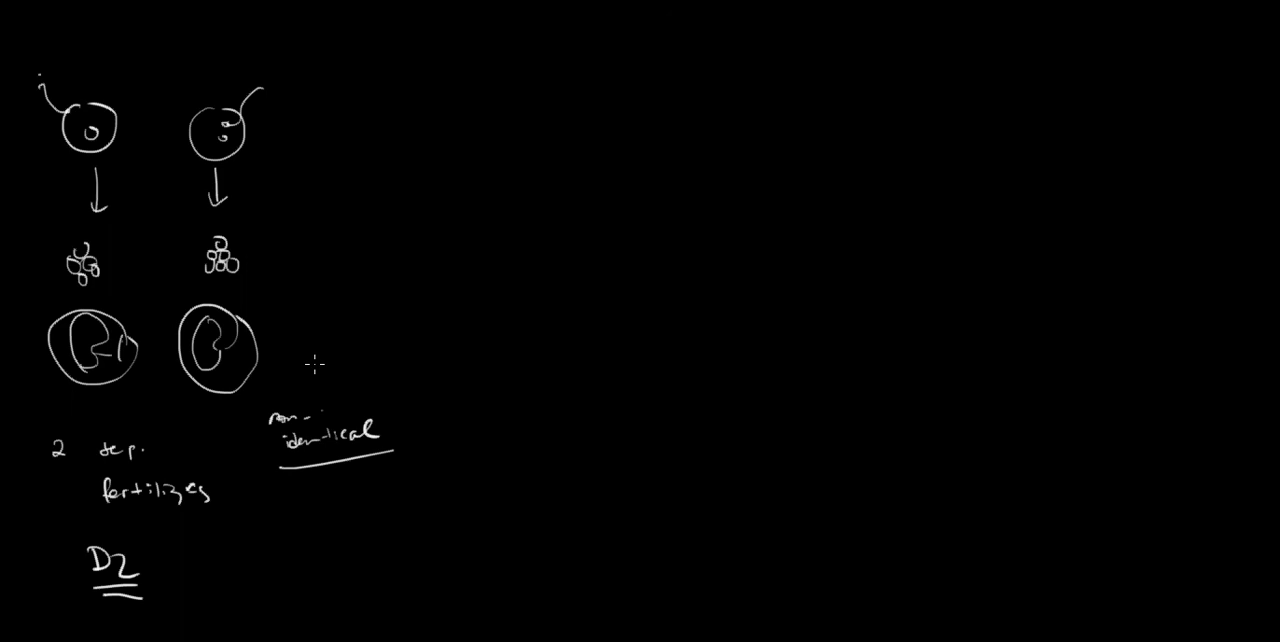 non-
identical
2 sep.
fertilizes
DZ